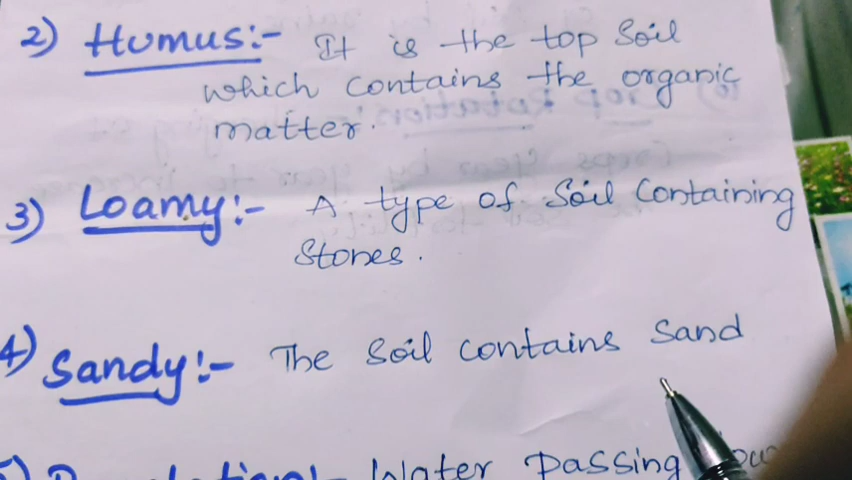 2) Humus:- It is the top Soil
which contains the organic
matter.
3) Loamy:- A type of Soil Containing
Stones.
4) Sandy:- The Soil contains Sand
Water passing